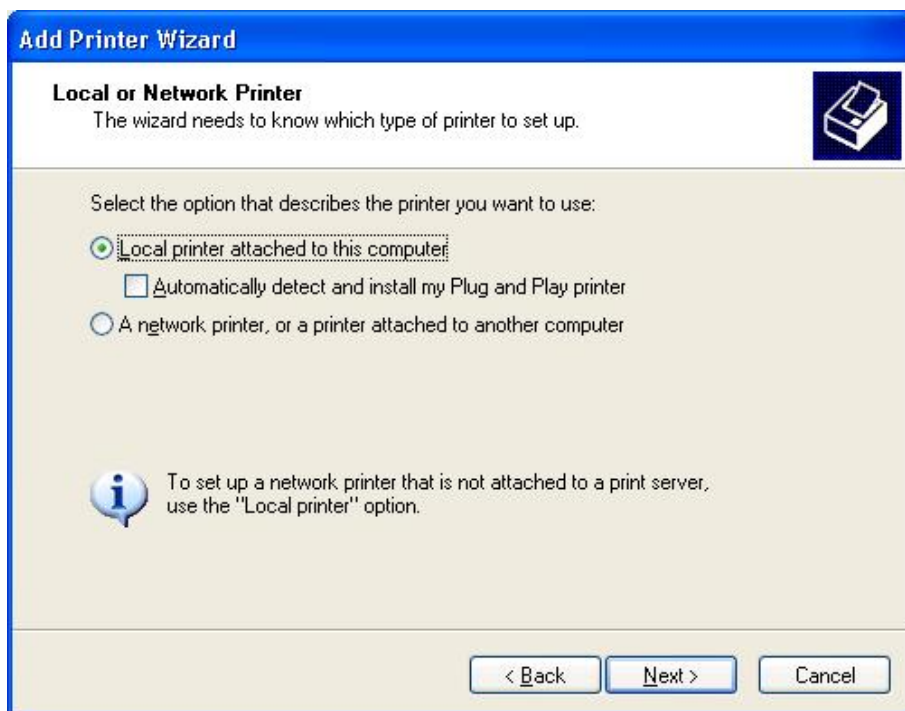 Add Printer Wizard
Local or Network Printer
The wizard needs to know which type of printer to set up.
Select the option that describes the printer you want to use:
Local printer attached to this computer
Automatically detect and install my Plug and Play printer
A network printer, or a printer attached to another computer
To set up a network printer that is not attached to a print server,
use the "Local printer" option.
< Back Next > Cancel